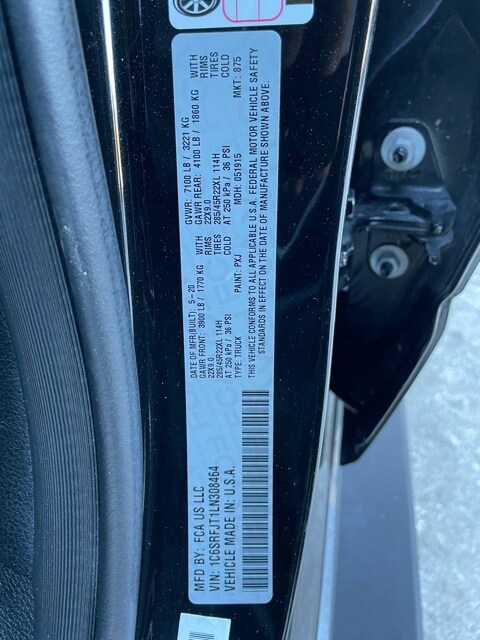 MFD BY: FCA US LLC
VIN: 1C6SRFJT1LN308464
VEHICLE MADE IN: U.S.A.
DATE OF MFR(BUILT): 5-20 GVWR: 7100 LB / 3221 KG
GAWR FRONT: 3900 LB / 1770 KG WITH GAWR REAR: 4100 LB / 1860 KG WITH
22X9.0 RIMS 22X9.0 RIMS
285/45R22XL 114H TIRES 285/45R22XL 114H TIRES
AT 250 kPa / 36 PSI COLD AT 250 kPa / 36 PSI COLD
TYPE: TRUCK PAINT: PXJ MDH: 051915 MKT: 875
THIS VEHICLE CONFORMS TO ALL APPLICABLE U.S.A. FEDERAL MOTOR VEHICLE SAFETY
STANDARDS IN EFFECT ON THE DATE OF MANUFACTURE SHOWN ABOVE.